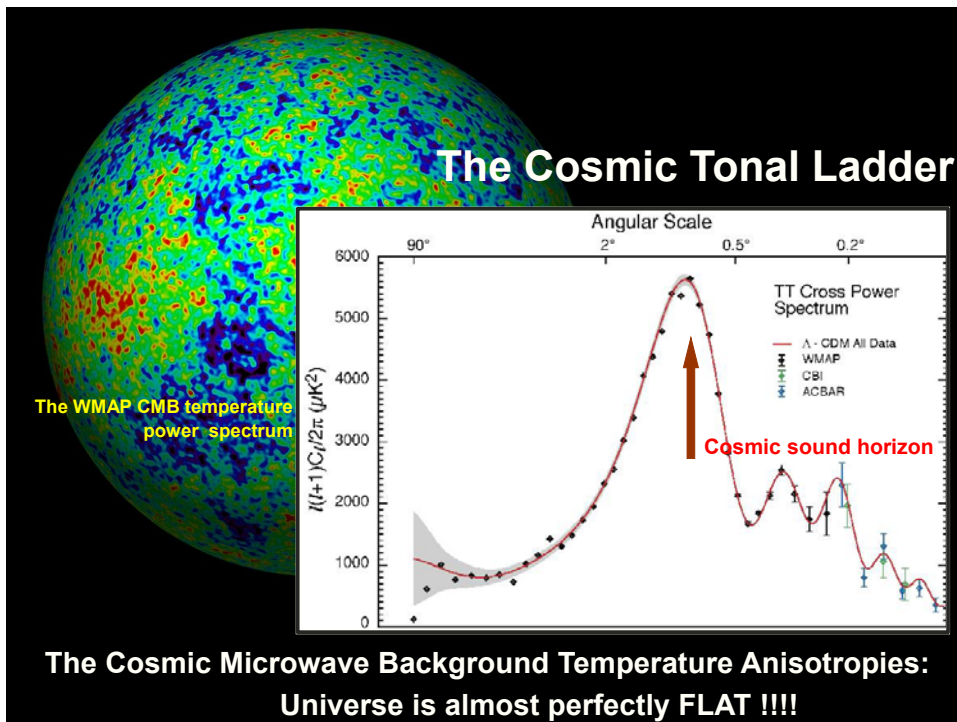 The Cosmic Tonal Ladder
Angular Scale
90° 2° 0.5° 0.2°
6000
5000
4000
3000
2000
1000
0
l(l+1)Cl/2π (μK²)
TT Cross Power
Spectrum
Λ - CDM All Data
WMAP
CBI
ACBAR
The WMAP CMB temperature
power spectrum
Cosmic sound horizon
The Cosmic Microwave Background Temperature Anisotropies:
Universe is almost perfectly FLAT !!!!